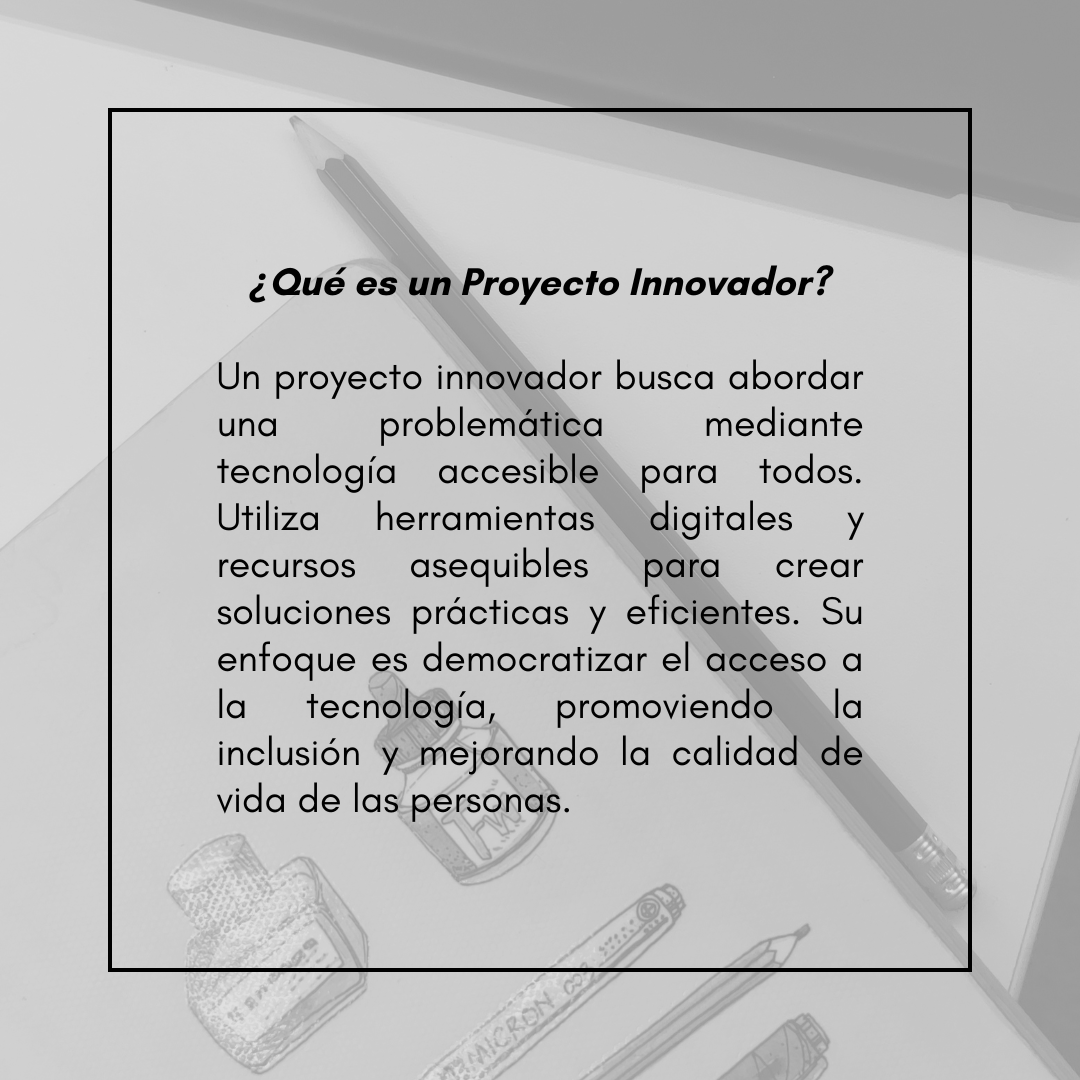 ¿Qué es un Proyecto Innovador?
Un proyecto innovador busca abordar
una problemática mediante
tecnología accesible para todos.
Utiliza herramientas digitales y
recursos asequibles para crear
soluciones prácticas y eficientes. Su
enfoque es democratizar el acceso a
la tecnología, promoviendo la
inclusión y mejorando la calidad de
vida de las personas.
MICRON